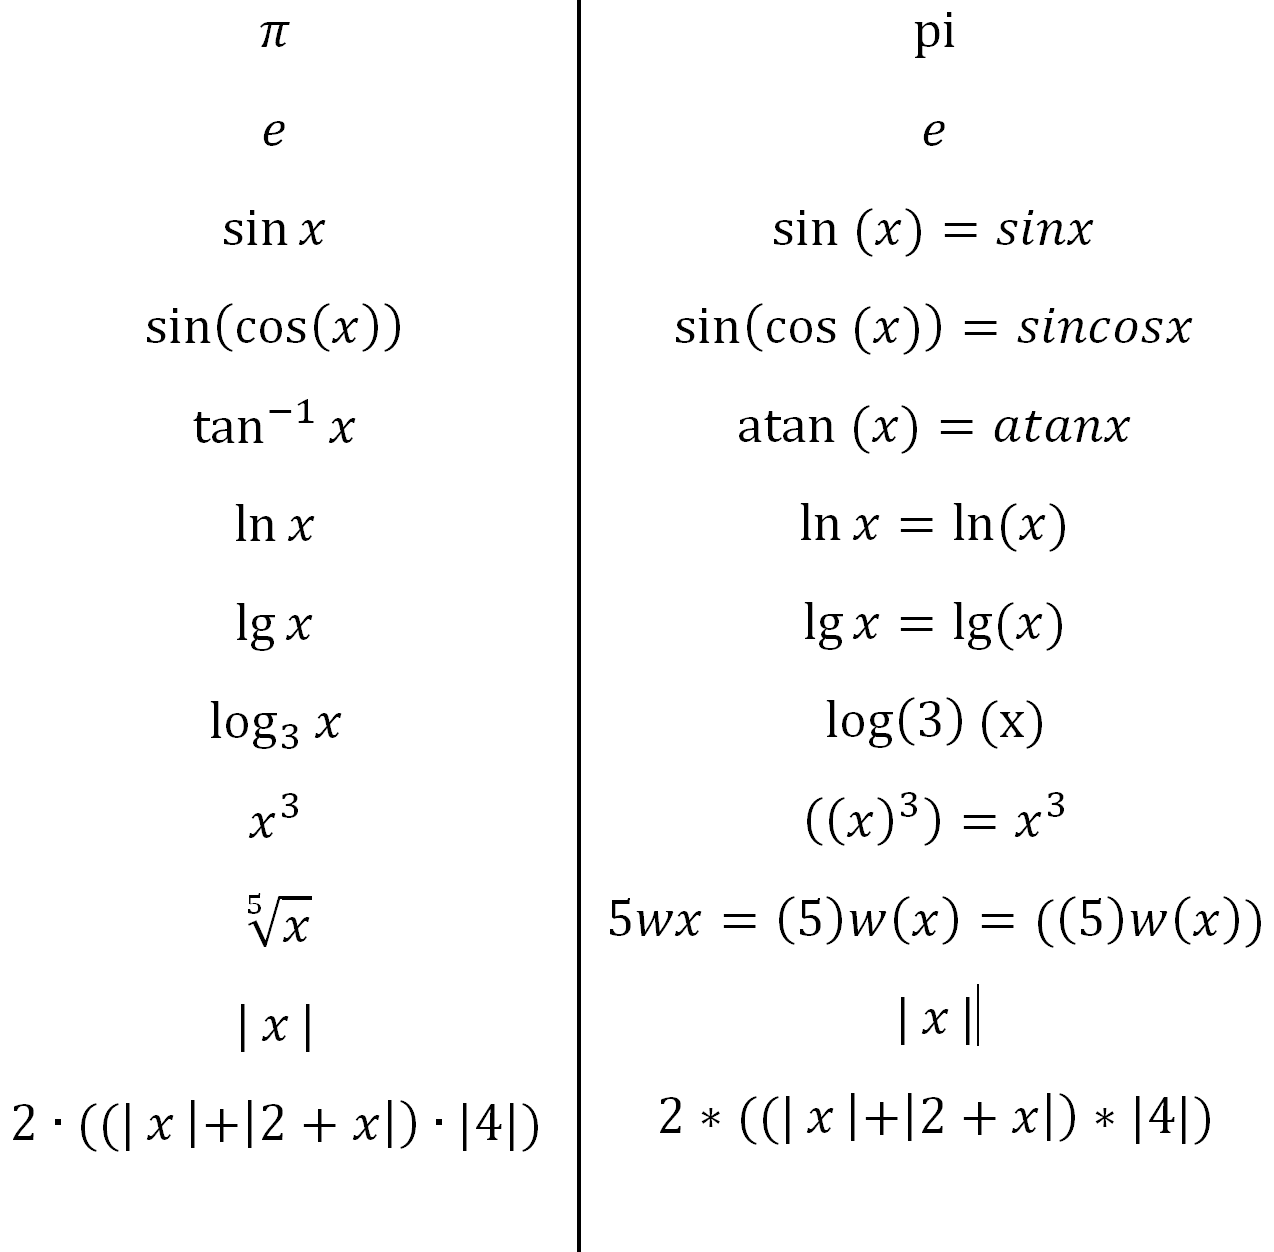 π pi
e e
sin x sin (x) = sinx
sin(cos(x)) sin(cos (x)) = sincosx
tan⁻¹ x atan (x) = atanx
ln x ln x = ln(x)
lg x lg x = lg(x)
log₃ x log(3) (x)
x³ ((x)³) = x³
⁵√x 5wx = (5)w(x) = ((5)w(x))
| x | | x |
2 · ((| x |+|2 + x|) · |4|) 2 * ((| x |+|2 + x|) * |4|)